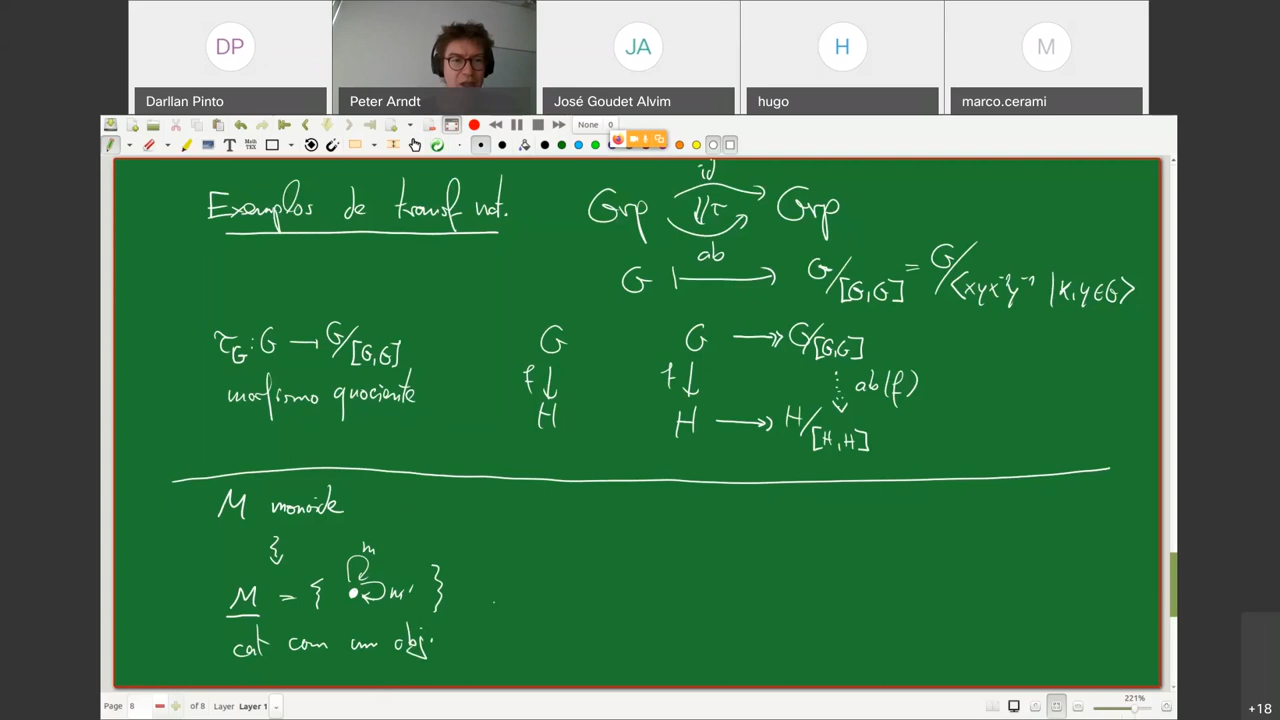 DP
JA
H
M
Darllan Pinto
Peter Arndt
José Goudet Alvim
hugo
marco.cerami
None 0
Exemplos de transf nat.
Grp id ⇓τ ab Grp
G ⟼ G/[G,G] = G/<xyx⁻¹y⁻¹ | x,y∈G>
τ_G : G → G/[G,G]
morfismo quociente
G f↓ H
G ↠ G/[G,G]
f↓ ab(f)
H ↠ H/[H,H]
M monoide
M = { m m' }
cat com um obj.
Page 8 of 8 Layer Layer 1
221%
+18